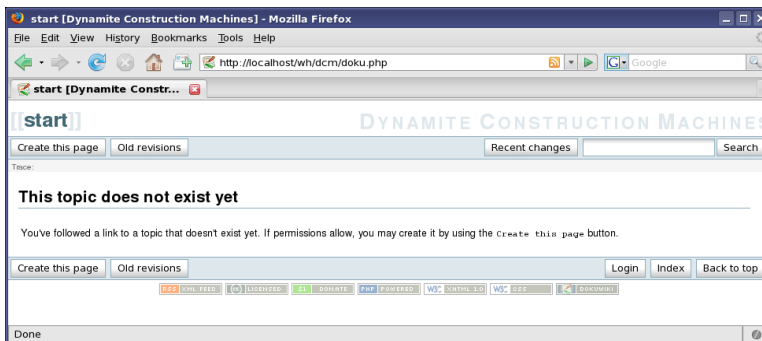 start [Dynamite Construction Machines] - Mozilla Firefox
File Edit View History Bookmarks Tools Help
http://localhost/wh/dcm/doku.php G Google
start [Dynamite Constr...
[[start]] DYNAMITE CONSTRUCTION MACHINES
Create this page Old revisions Recent changes Search
Trace:
This topic does not exist yet
You've followed a link to a topic that doesn't exist yet. If permissions allow, you may create it by using the Create this page button.
Create this page Old revisions Login Index Back to top
RSS XML FEED (cc) LICENSED $1 DONATE PHP POWERED W3C XHTML 1.0 W3C CSS DOKUWIKI
Done